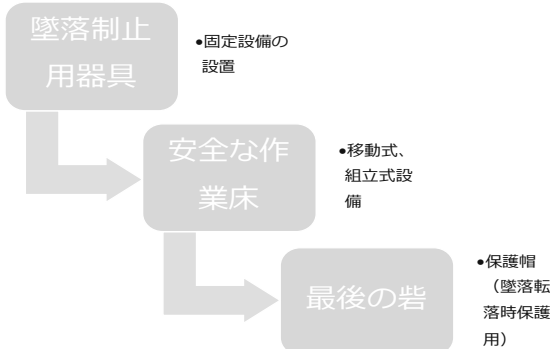 墜落制止
用器具
•固定設備の
設置
安全な作
業床
•移動式、
組立式設
備
最後の砦
•保護帽
（墜落転
落時保護
用）